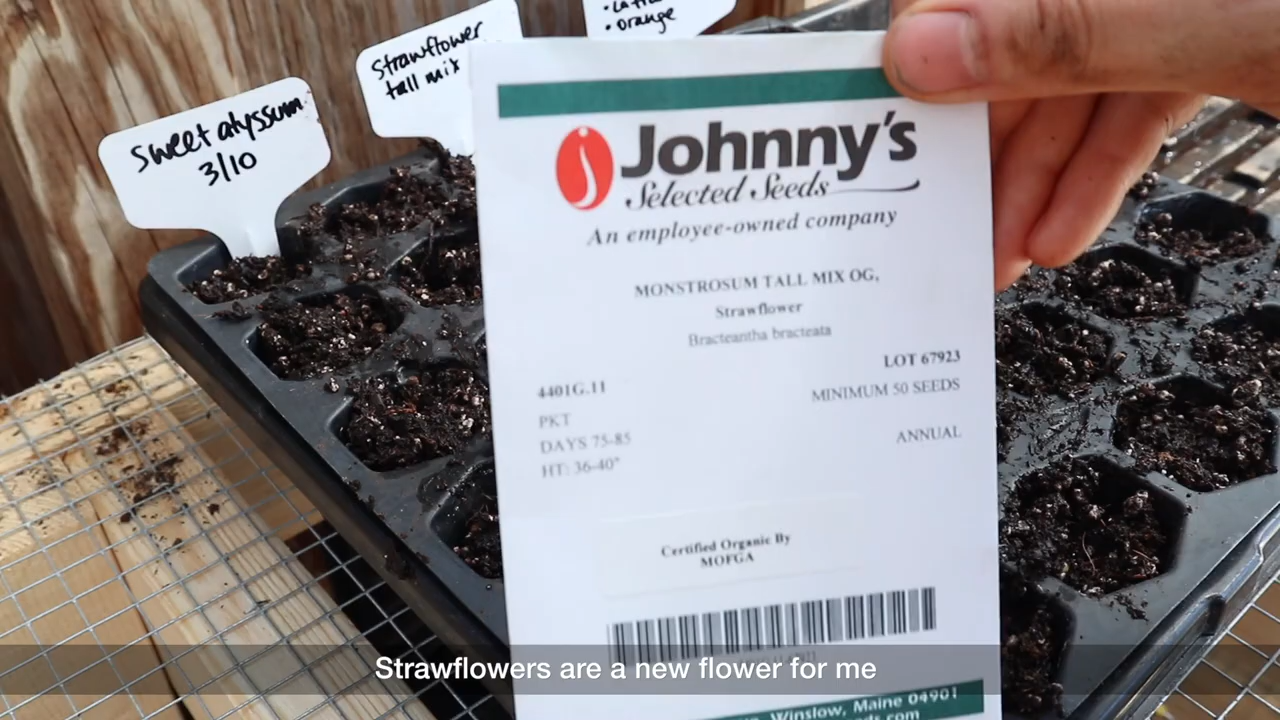 Sweet alyssum
3/10
Strawflower
tall mix
• orange
Johnny's
Selected Seeds
An employee-owned company
MONSTROSUM TALL MIX OG,
Strawflower
Bracteantha bracteata
LOT 67923
4401G.11
MINIMUM 50 SEEDS
PKT
DAYS 75-85
ANNUAL
HT: 36-40"
Certified Organic By
MOFGA
Strawflowers are a new flower for me
Winslow, Maine 04901